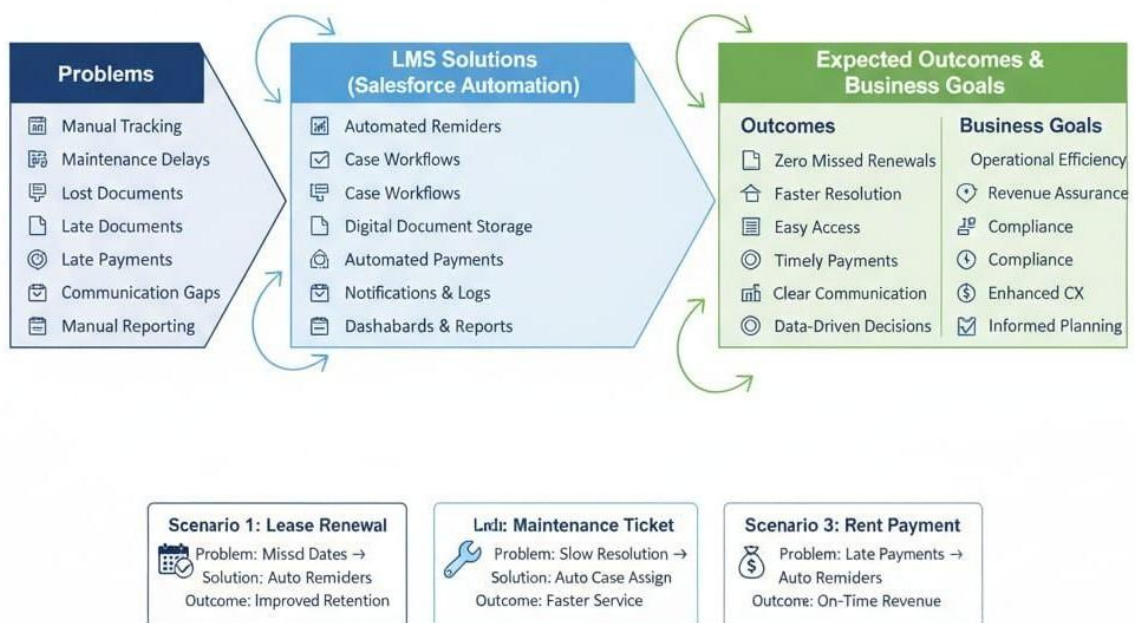 Problems
Manual Tracking
Maintenance Delays
Lost Documents
Late Documents
Late Payments
Communication Gaps
Manual Reporting
LMS Solutions
(Salesforce Automation)
Automated Remiders
Case Workflows
Case Workflows
Digital Document Storage
Automated Payments
Notifications & Logs
Dashabards & Reports
Expected Outcomes &
Business Goals
Outcomes
Zero Missed Renewals
Faster Resolution
Easy Access
Timely Payments
Clear Communication
Data-Driven Decisions
Business Goals
Operational Efficiency
Revenue Assurance
Compliance
Compliance
Enhanced CX
Informed Planning
Scenario 1: Lease Renewal
Problem: Missd Dates →
Solution: Auto Remiders
Outcome: Improved Retention
Maintenance Ticket
Problem: Slow Resolution →
Solution: Auto Case Assign
Outcome: Faster Service
Scenario 3: Rent Payment
Problem: Late Payments →
Auto Remiders
Outcome: On-Time Revenue